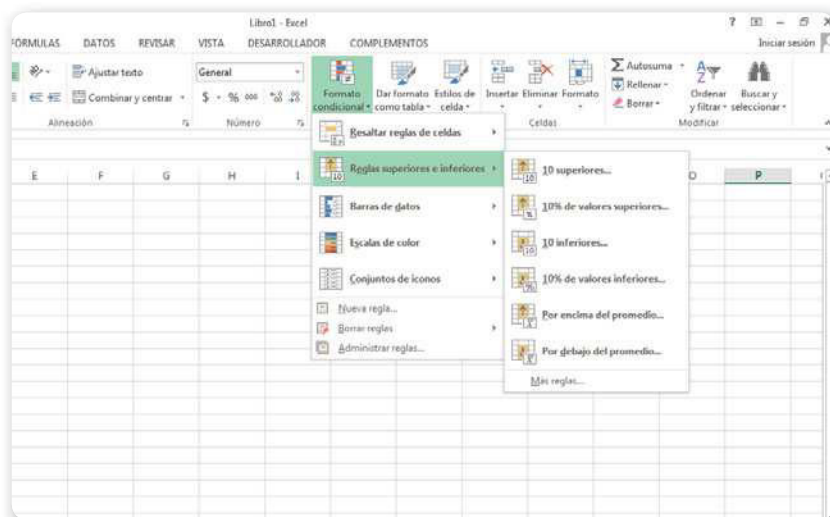 Libro1 - Excel
FÓRMULAS DATOS REVISAR VISTA DESARROLLADOR COMPLEMENTOS Iniciar sesión
Ajustar texto
Combinar y centrar
Alineación
General
$ - % 000
Número
Formato condicional
Dar formato como tabla
Estilos de celda
Insertar Eliminar Formato
Celdas
Autosuma
Rellenar
Borrar
Ordenar y filtrar
Buscar y seleccionar
Modificar
E F G H I O P
Resaltar reglas de celdas
Reglas superiores e inferiores
Barras de datos
Escalas de color
Conjuntos de iconos
Nueva regla...
Borrar reglas
Administrar reglas...
10 superiores...
10% de valores superiores...
10 inferiores...
10% de valores inferiores...
Por encima del promedio...
Por debajo del promedio...
Más reglas...